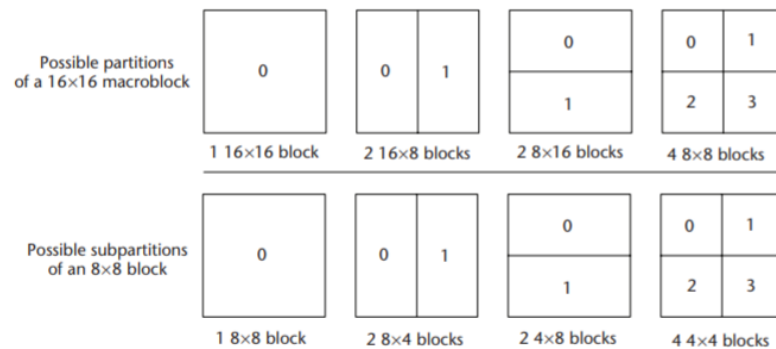 Possible partitions
of a 16×16 macroblock
0
0 1
0
1
0 1
2 3
1 16×16 block
2 16×8 blocks
2 8×16 blocks
4 8×8 blocks
Possible subpartitions
of an 8×8 block
0
0 1
0
1
0 1
2 3
1 8×8 block
2 8×4 blocks
2 4×8 blocks
4 4×4 blocks